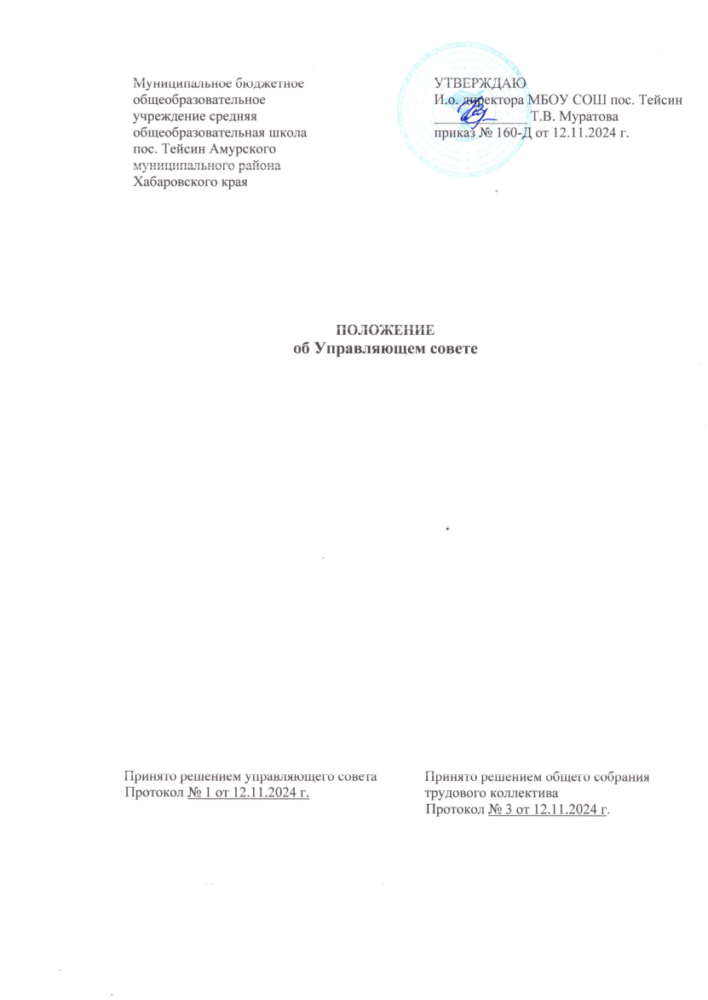 Муниципальное бюджетное
общеобразовательное
учреждение средняя
общеобразовательная школа
пос. Тейсин Амурского
муниципального района
Хабаровского края
УТВЕРЖДАЮ
И.о. директора МБОУ СОШ пос. Тейсин
____________ Т.В. Муратова
приказ № 160-Д от 12.11.2024 г.
ПОЛОЖЕНИЕ
об Управляющем совете
Принято решением управляющего совета
Протокол № 1 от 12.11.2024 г.
Принято решением общего собрания
трудового коллектива
Протокол № 3 от 12.11.2024 г.